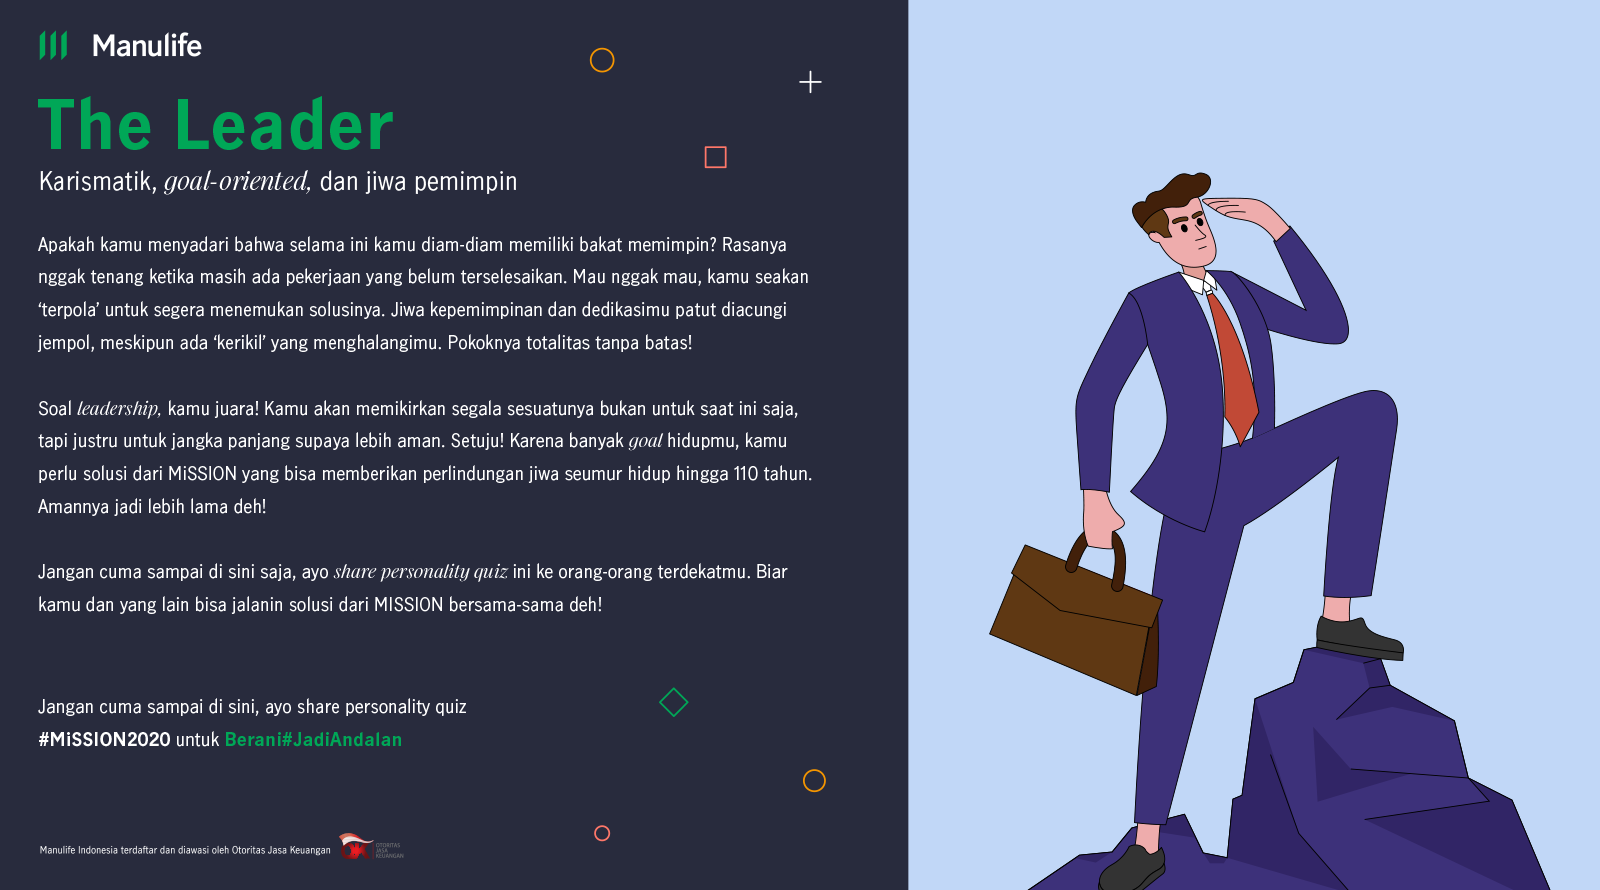 Manulife
The Leader
Karismatik, goal-oriented, dan jiwa pemimpin
Apakah kamu menyadari bahwa selama ini kamu diam-diam memiliki bakat memimpin? Rasanya
nggak tenang ketika masih ada pekerjaan yang belum terselesaikan. Mau nggak mau, kamu seakan
‘terpola’ untuk segera menemukan solusinya. Jiwa kepemimpinan dan dedikasimu patut diacungi
jempol, meskipun ada ‘kerikil’ yang menghalangimu. Pokoknya totalitas tanpa batas!
Soal leadership, kamu juara! Kamu akan memikirkan segala sesuatunya bukan untuk saat ini saja,
tapi justru untuk jangka panjang supaya lebih aman. Setuju! Karena banyak goal hidupmu, kamu
perlu solusi dari MiSSION yang bisa memberikan perlindungan jiwa seumur hidup hingga 110 tahun.
Amannya jadi lebih lama deh!
Jangan cuma sampai di sini saja, ayo share personality quiz ini ke orang-orang terdekatmu. Biar
kamu dan yang lain bisa jalanin solusi dari MISSION bersama-sama deh!
Jangan cuma sampai di sini, ayo share personality quiz
#MiSSION2020 untuk Berani#JadiAndalan
Manulife Indonesia terdaftar dan diawasi oleh Otoritas Jasa Keuangan
OTORITAS
JASA
KEUANGAN